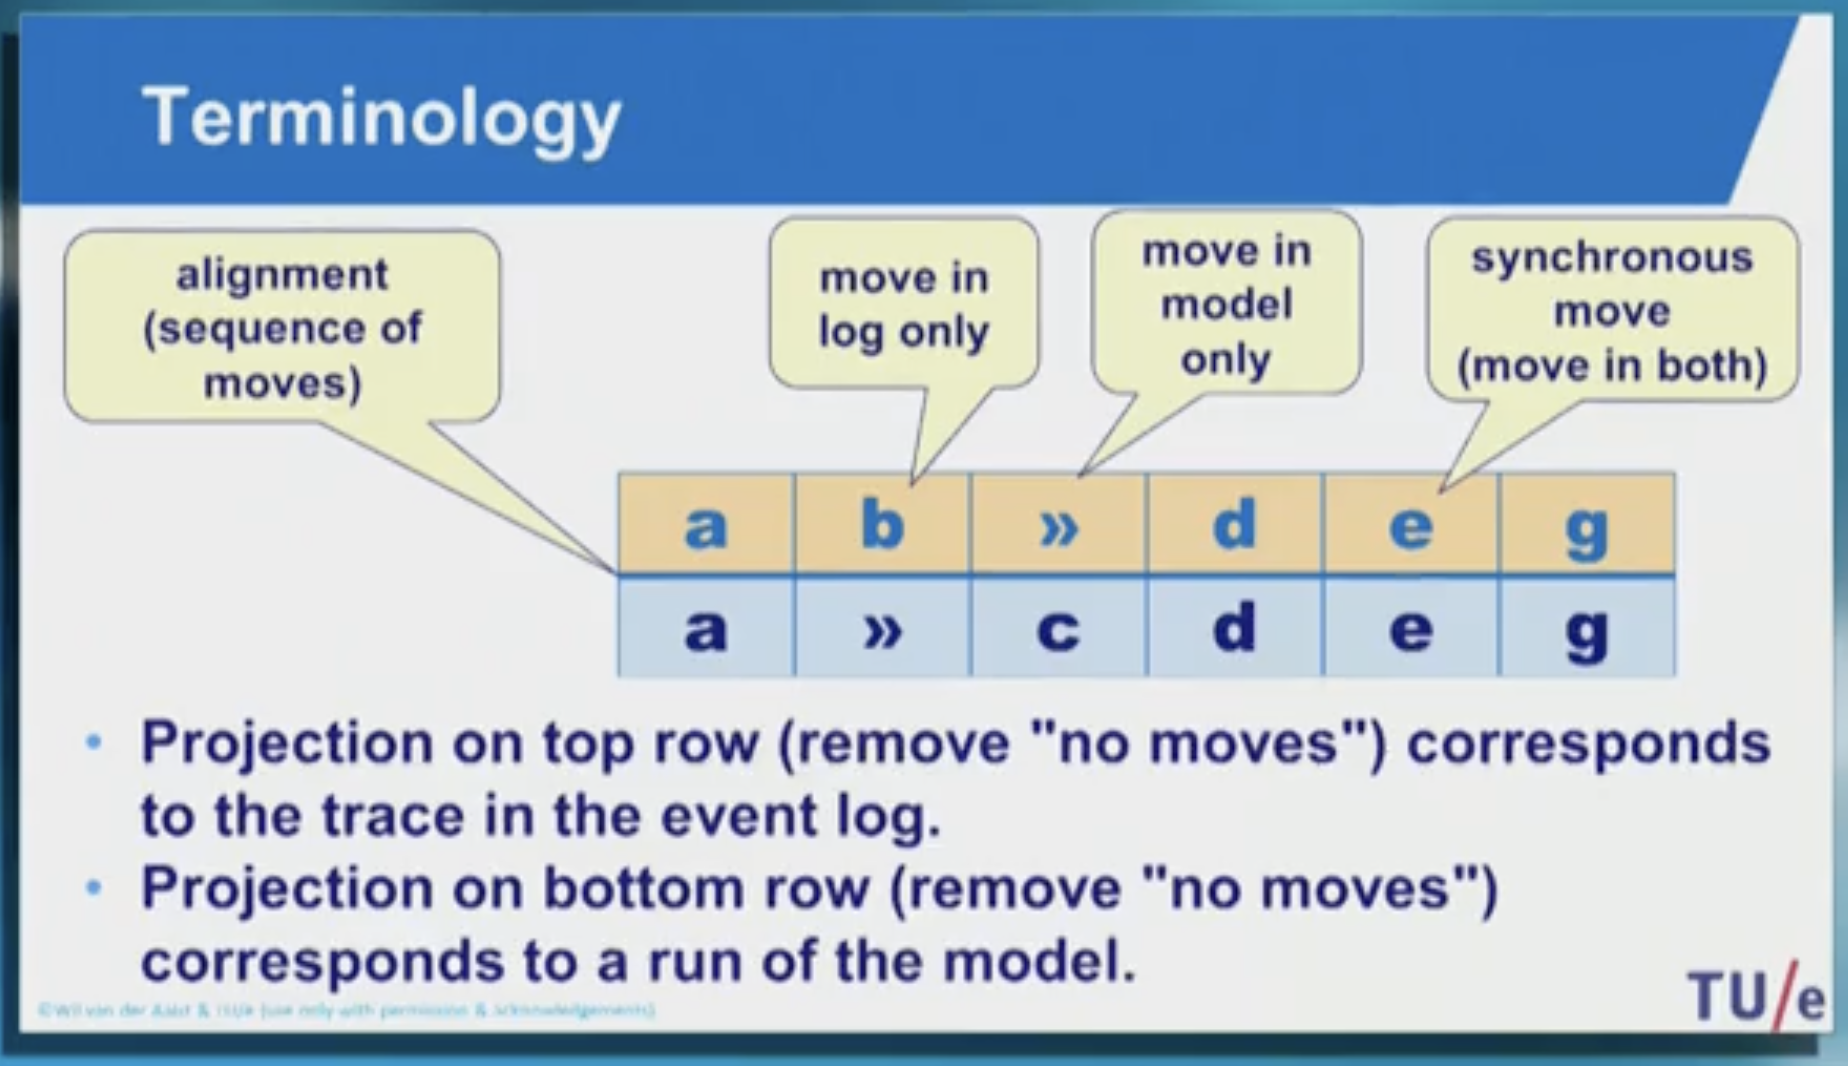 Terminology
alignment
(sequence of
moves)
move in
log only
move in
model
only
synchronous
move
(move in both)
a b » d e g
a » c d e g
• Projection on top row (remove "no moves") corresponds
to the trace in the event log.
• Projection on bottom row (remove "no moves")
corresponds to a run of the model.
©Wil van der Aalst & TU/e (use only with permission & acknowledgements)
TU/e